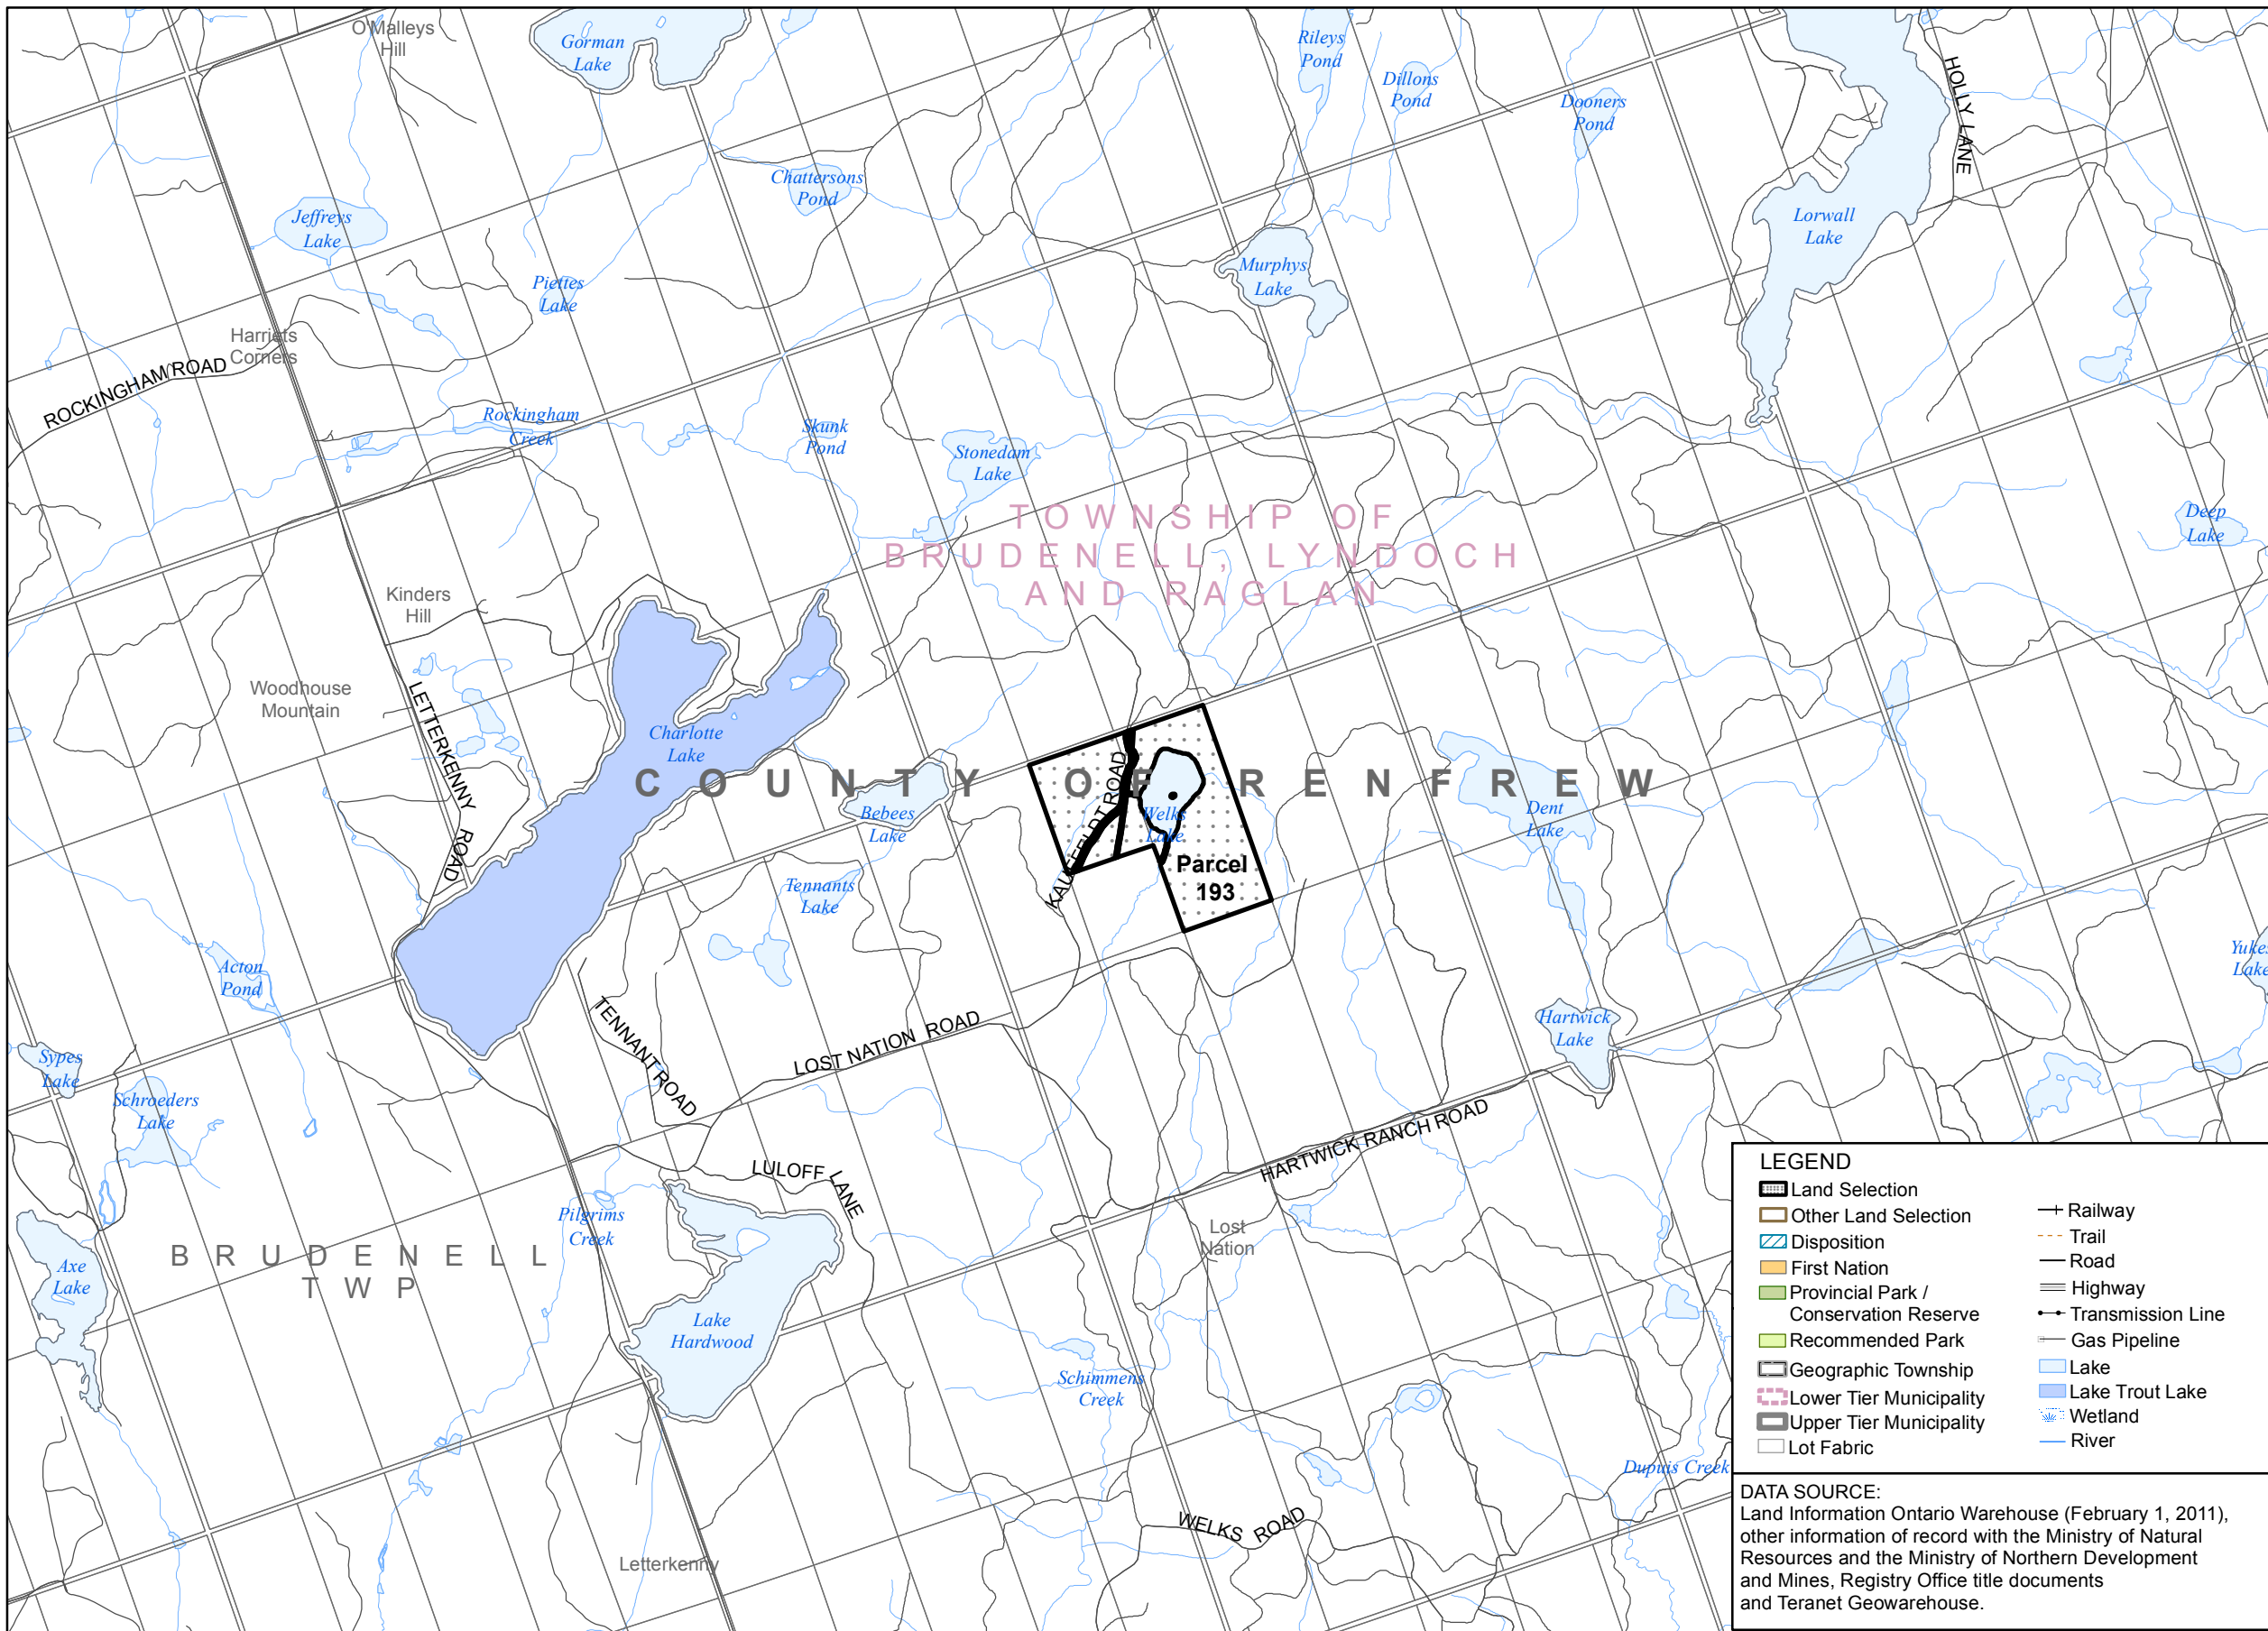 O'Malleys
Hill
Gorman
Lake
Rileys
Pond
Dillons
Pond
Dooners
Pond
HOLLY LANE
Chattersons
Pond
Jeffreys
Lake
Lorwall
Lake
Murphys
Lake
Piettes
Lake
Harriets
Corners
ROCKINGHAM ROAD
Rockingham
Creek
Skunk
Pond
Stonedam
Lake
TOWNSHIP OF
BRUDENELL, LYNDOCH
AND RAGLAN
Deep
Lake
Kinders
Hill
Woodhouse
Mountain
LETTERKENNY ROAD
Charlotte
Lake
COUNTY OF RENFREW
Bebees
Lake
Welks
Lake
Dent
Lake
ROAD
Parcel
193
Tennants
Lake
Acton
Pond
Yukes
Lake
TENNANT ROAD
LOST NATION ROAD
Hartwick
Lake
Sypes
Lake
Schroeders
Lake
HARTWICK RANCH ROAD
LULOFF LANE
Pilgrims
Creek
Lost
Nation
BRUDENELL
TWP
Axe
Lake
Lake
Hardwood
Schimmens
Creek
Dupuis Creek
WELKS ROAD
Letterkenny
LEGEND
Land Selection
Other Land Selection
Disposition
First Nation
Provincial Park /
Conservation Reserve
Recommended Park
Geographic Township
Lower Tier Municipality
Upper Tier Municipality
Lot Fabric
Railway
Trail
Road
Highway
Transmission Line
Gas Pipeline
Lake
Lake Trout Lake
Wetland
River
DATA SOURCE:
Land Information Ontario Warehouse (February 1, 2011),
other information of record with the Ministry of Natural
Resources and the Ministry of Northern Development
and Mines, Registry Office title documents
and Teranet Geowarehouse.